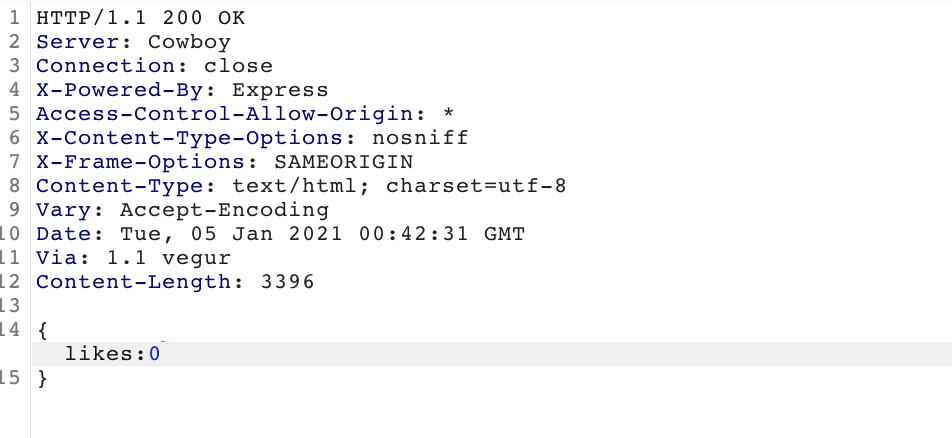 1 HTTP/1.1 200 OK
2 Server: Cowboy
3 Connection: close
4 X-Powered-By: Express
5 Access-Control-Allow-Origin: *
6 X-Content-Type-Options: nosniff
7 X-Frame-Options: SAMEORIGIN
8 Content-Type: text/html; charset=utf-8
9 Vary: Accept-Encoding
10 Date: Tue, 05 Jan 2021 00:42:31 GMT
11 Via: 1.1 vegur
12 Content-Length: 3396
13
14 {
likes:0
15 }